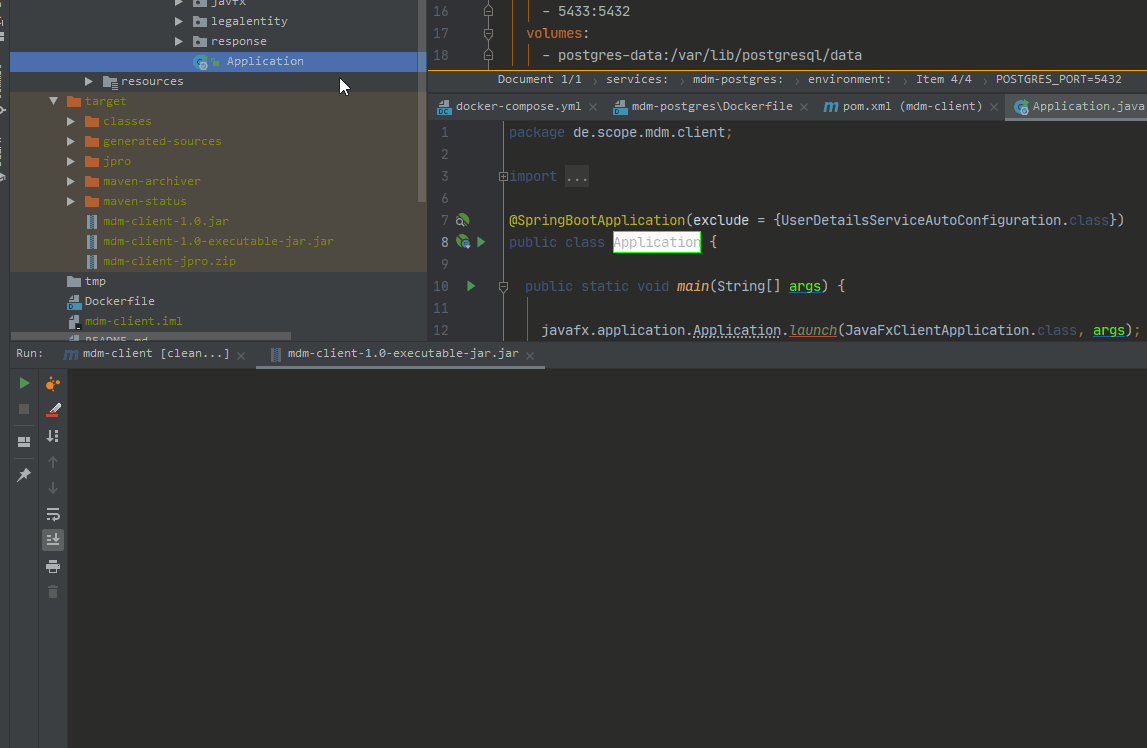 javfx
legalentity
response
Application
resources
target
classes
generated-sources
jpro
maven-archiver
maven-status
mdm-client-1.0.jar
mdm-client-1.0-executable-jar.jar
mdm-client-jpro.zip
tmp
Dockerfile
mdm-client.iml
README.md
16 - 5433:5432
17 volumes:
18 - postgres-data:/var/lib/postgresql/data
Document 1/1 › services: › mdm-postgres: › environment: › Item 4/4 › POSTGRES_PORT=5432
docker-compose.yml mdm-postgres\Dockerfile pom.xml (mdm-client) Application.java
1 package de.scope.mdm.client;
2
3 import ...
6
7 @SpringBootApplication(exclude = {UserDetailsServiceAutoConfiguration.class})
8 public class Application {
9
10 public static void main(String[] args) {
11
12 javafx.application.Application.launch(JavaFxClientApplication.class, args);
Run: mdm-client [clean...] mdm-client-1.0-executable-jar.jar